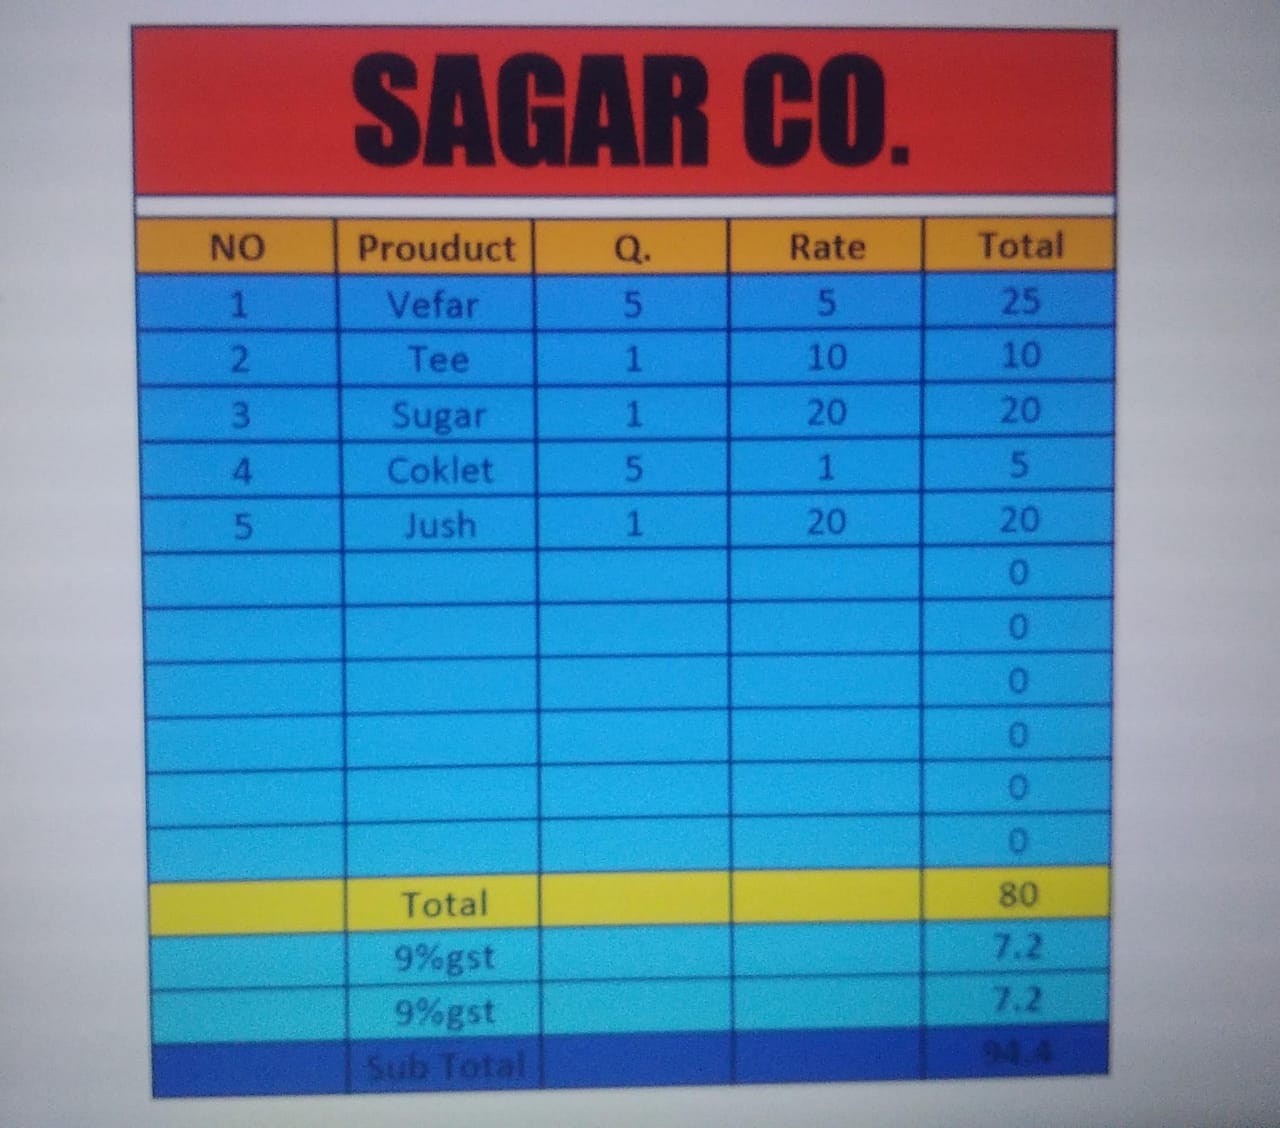 SAGAR CO.
NO Prouduct Q. Rate Total
1 Vefar 5 5 25
2 Tee 1 10 10
3 Sugar 1 20 20
4 Coklet 5 1 5
5 Jush 1 20 20
0
0
0
0
0
0
Total 80
9%gst 7.2
9%gst 7.2
Sub Total 94.4